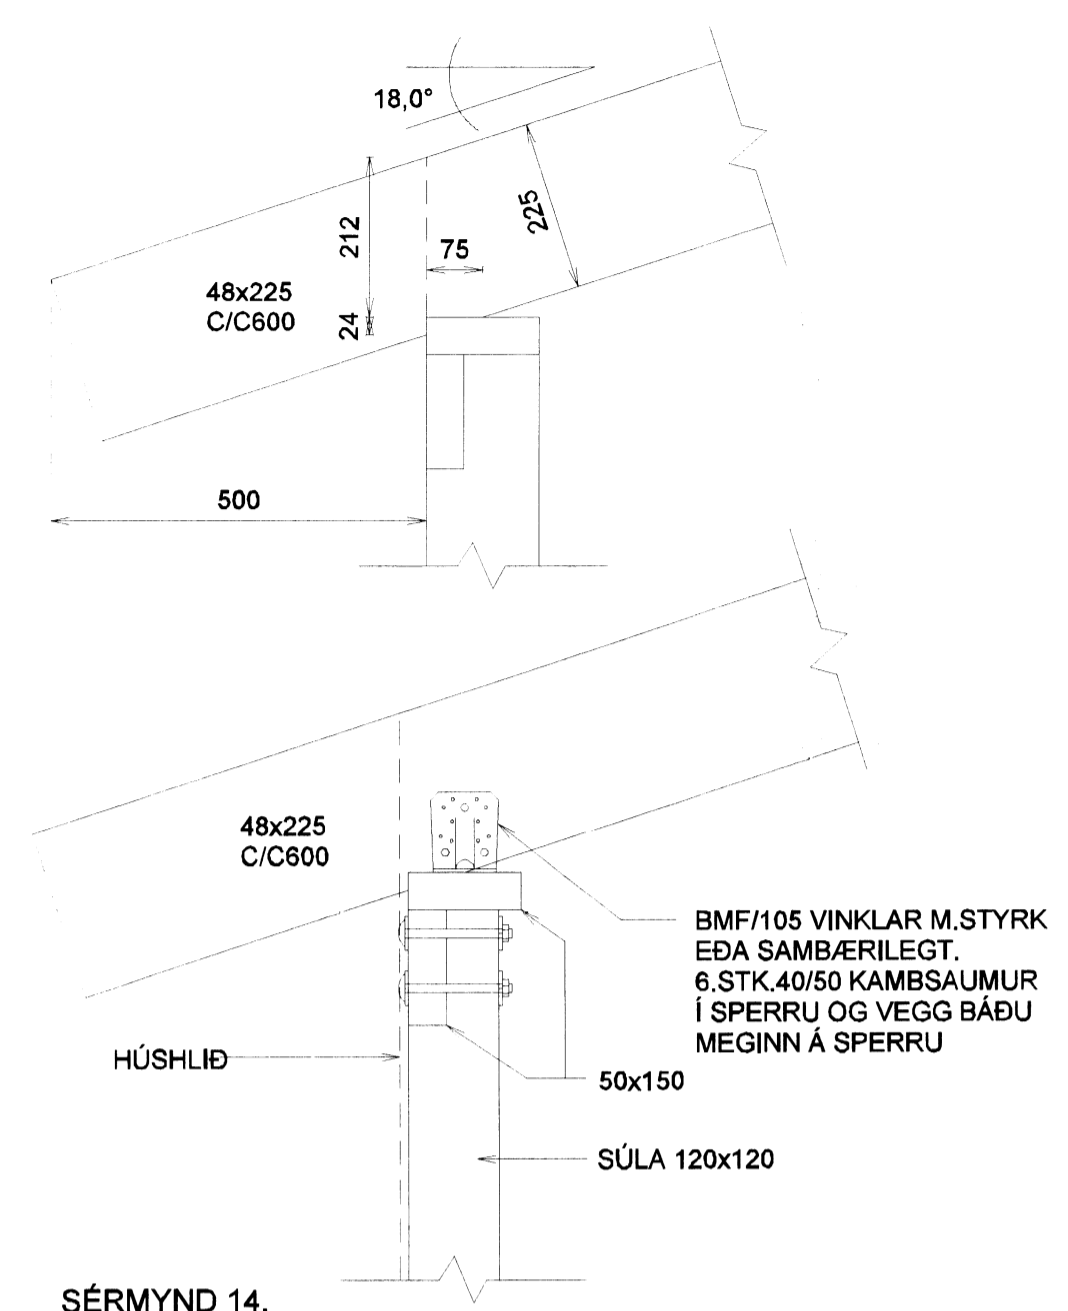 18,0°
212
225
75
48x225
C/C600
24
500
48x225
C/C600
BMF/105 VINKLAR M.STYRK
EÐA SAMBÆRILEGT.
6.STK.40/50 KAMBSAUMUR
Í SPERRU OG VEGG BÁÐU
MEGINN Á SPERRU
HÚSHLIÐ
50x150
SÚLA 120x120
SÉRMYND 14.